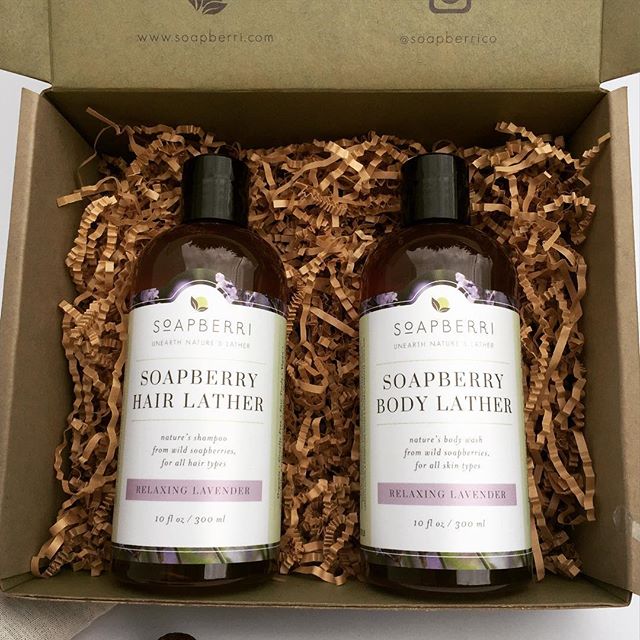 www.soapberri.com
@soapberrico
SOAPBERRI
UNEARTH NATURE'S LATHER
SOAPBERRY
HAIR LATHER
nature's shampoo
from wild soapberries,
for all hair types
RELAXING LAVENDER
10 fl oz / 300 ml
SOAPBERRI
UNEARTH NATURE'S LATHER
SOAPBERRY
BODY LATHER
nature's body wash
from wild soapberries,
for all skin types
RELAXING LAVENDER
10 fl oz / 300 ml